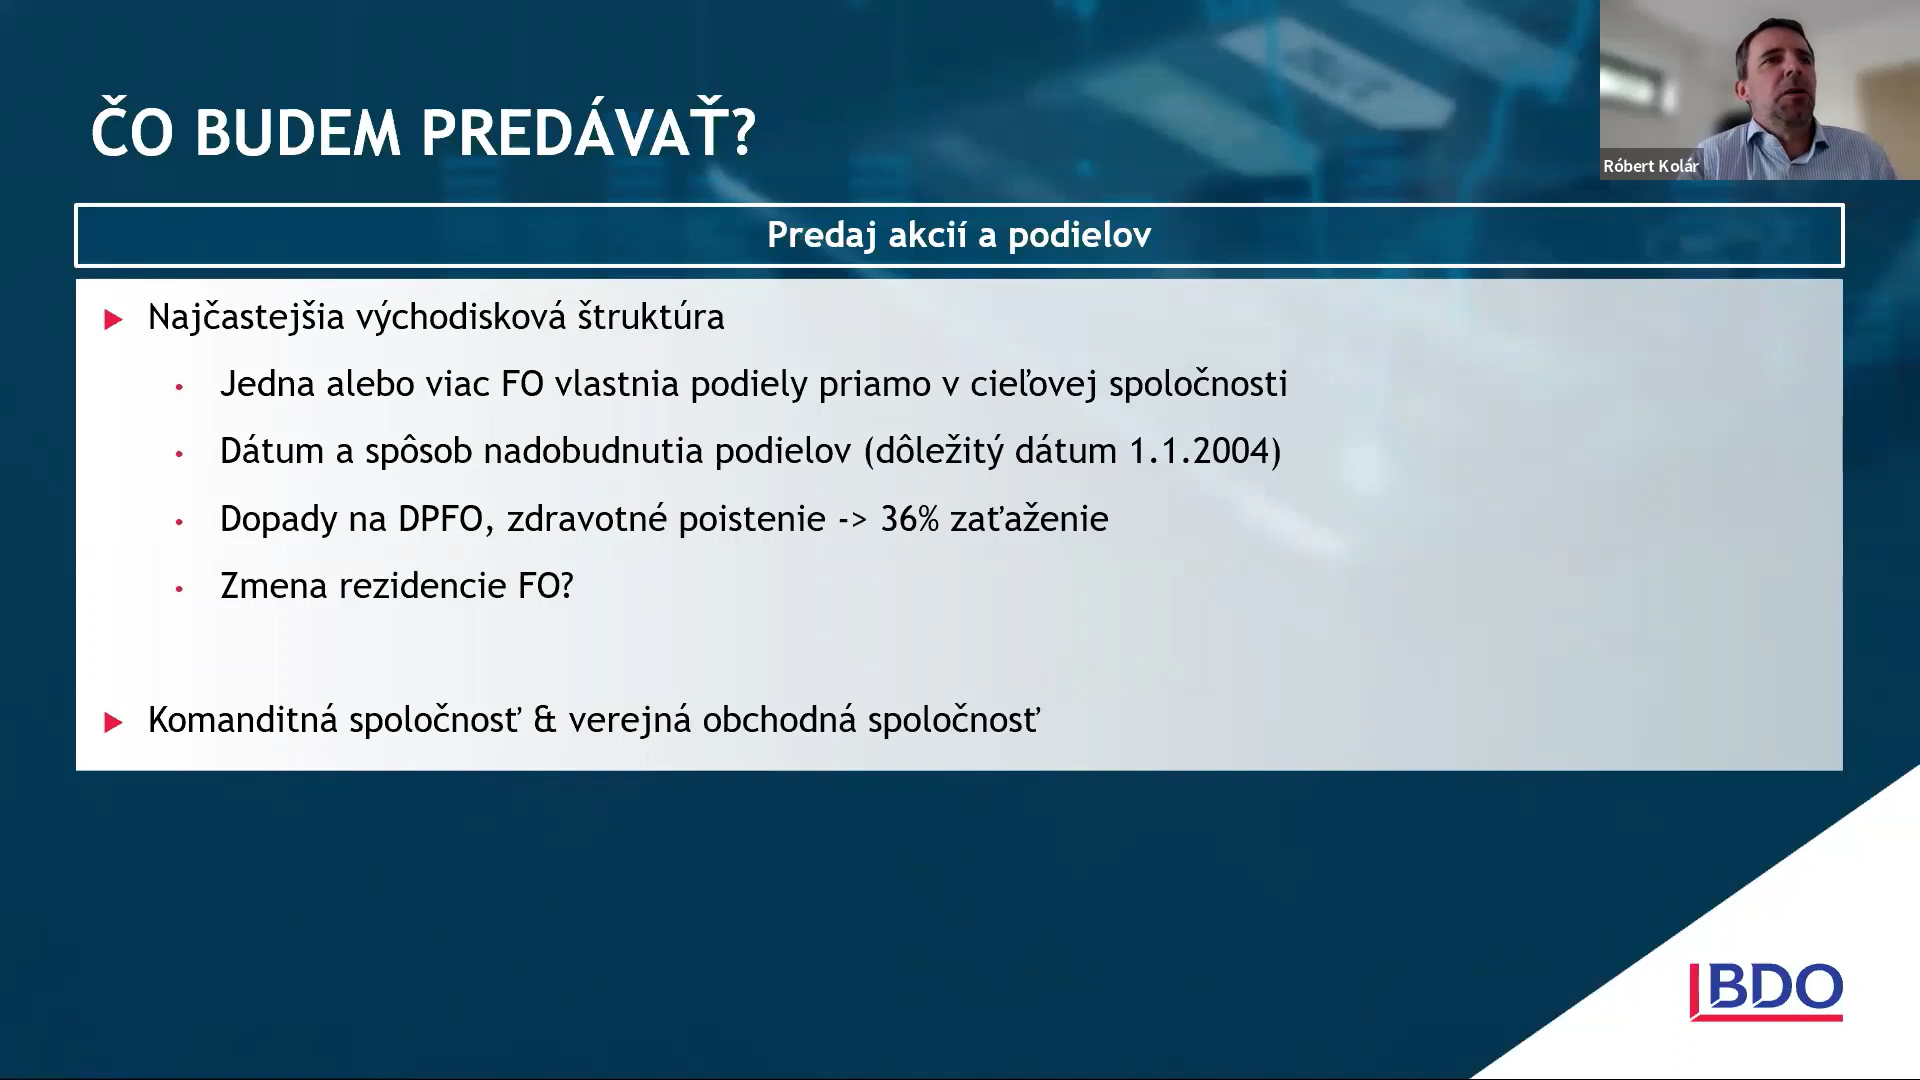 ČO BUDEM PREDÁVAŤ?
Róbert Kolár
Predaj akcií a podielov
Najčastejšia východisková štruktúra
Jedna alebo viac FO vlastnia podiely priamo v cieľovej spoločnosti
Dátum a spôsob nadobudnutia podielov (dôležitý dátum 1.1.2004)
Dopady na DPFO, zdravotné poistenie -> 36% zaťaženie
Zmena rezidencie FO?
Komanditná spoločnosť & verejná obchodná spoločnosť
BDO